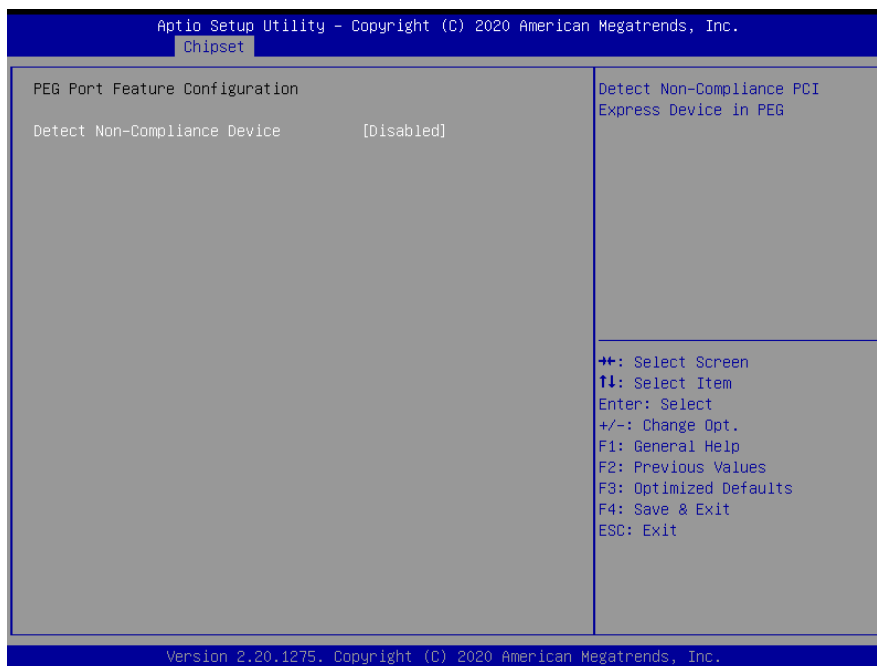 Aptio Setup Utility – Copyright (C) 2020 American Megatrends, Inc.
Chipset
PEG Port Feature Configuration
Detect Non-Compliance Device [Disabled]
Detect Non-Compliance PCI
Express Device in PEG
→←: Select Screen
↑↓: Select Item
Enter: Select
+/-: Change Opt.
F1: General Help
F2: Previous Values
F3: Optimized Defaults
F4: Save & Exit
ESC: Exit
Version 2.20.1275. Copyright (C) 2020 American Megatrends, Inc.